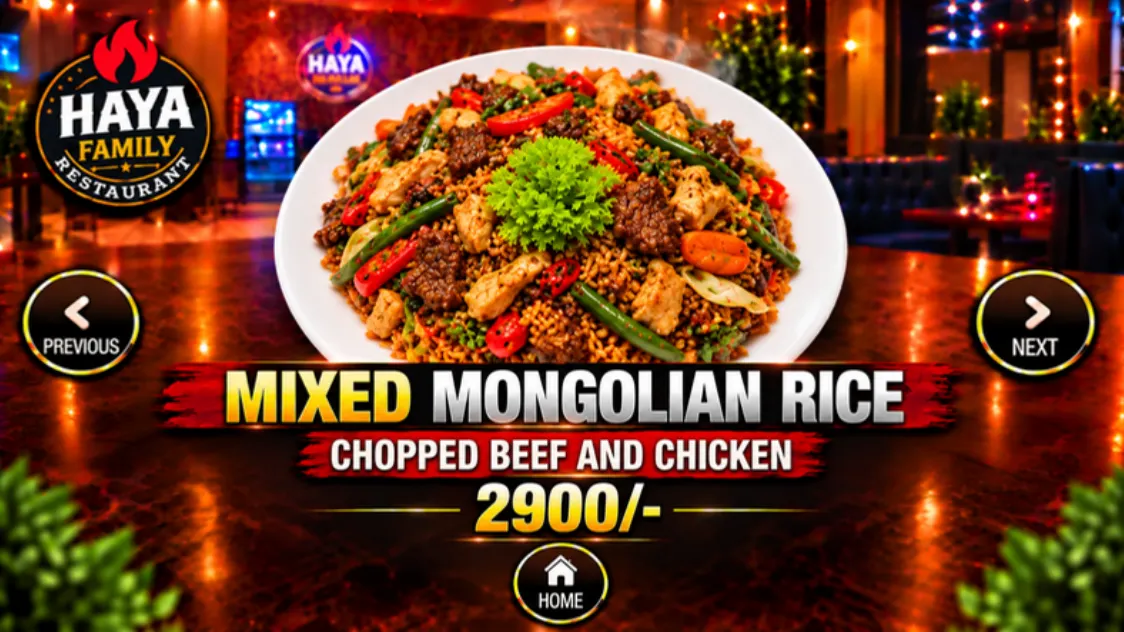 HAYA
FAMILY
RESTAURANT
HAYA
PREVIOUS
NEXT
MIXED MONGOLIAN RICE
CHOPPED BEEF AND CHICKEN
2900/-
HOME